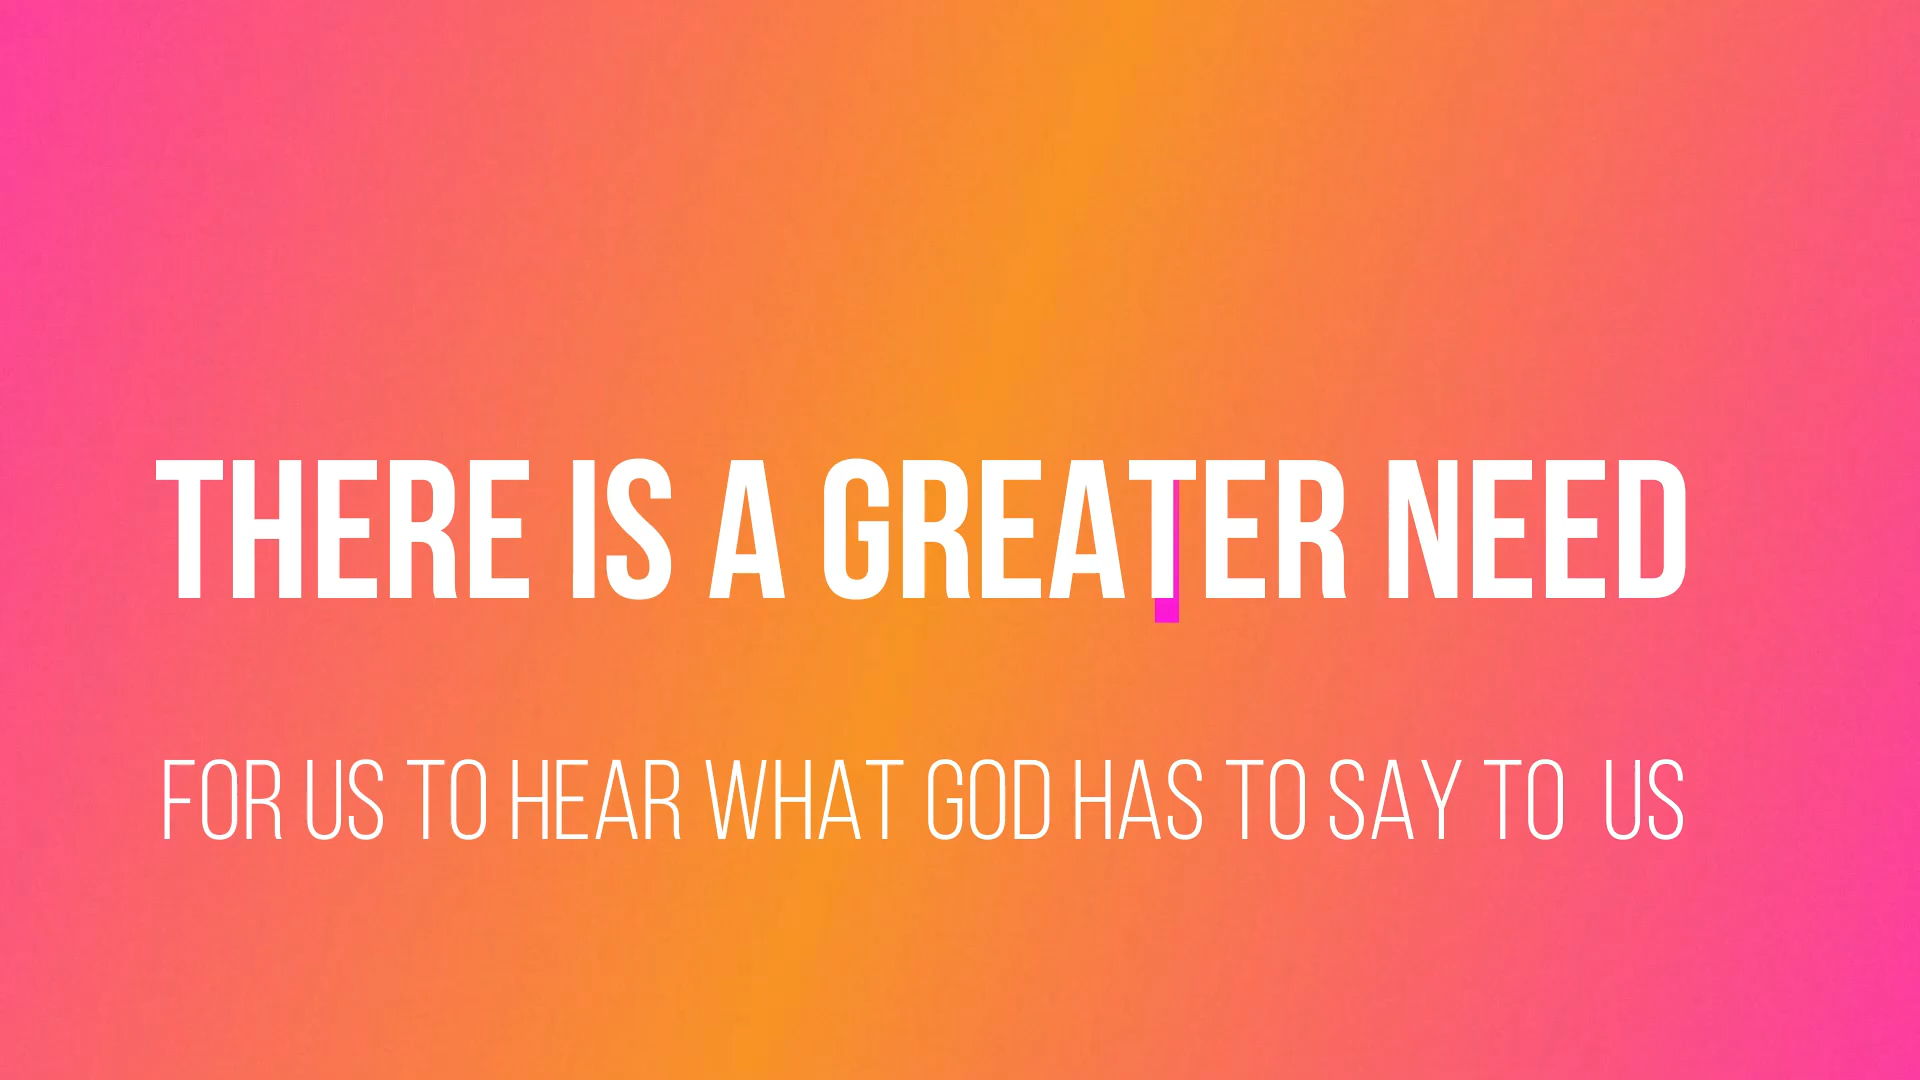 THERE IS A GREATER NEED
FOR US TO HEAR WHAT GOD HAS TO SAY TO  US